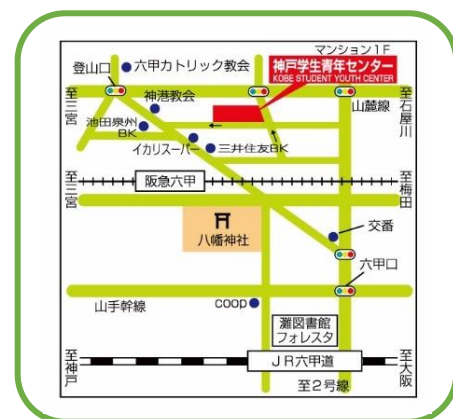 マンション1F
神戸学生青年センター
KOBE STUDENT YOUTH CENTER
登山口
六甲カトリック教会
至三宮
神港教会
山麓線
至石屋川
池田泉州
BK
イカリスーパー
三井住友BK
至三宮
阪急六甲
至梅田
八幡神社
交番
六甲口
山手幹線
coop
灘図書館
フォレスタ
至神戸
JR六甲道
至大阪
至2号線